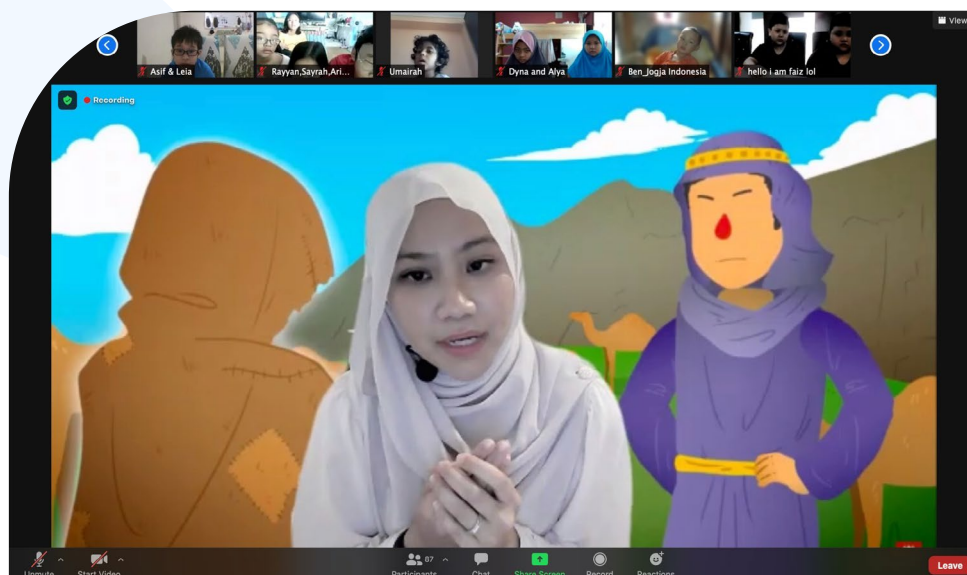 View
Asif & Leia
Rayyan,Sayrah,Ari...
Umairah
Dyna and Alya
Ben_Jogja Indonesia
hello i am faiz lol
Recording
Unmute
Start Video
Participants
87
Chat
Share Screen
Record
Reactions
Leave